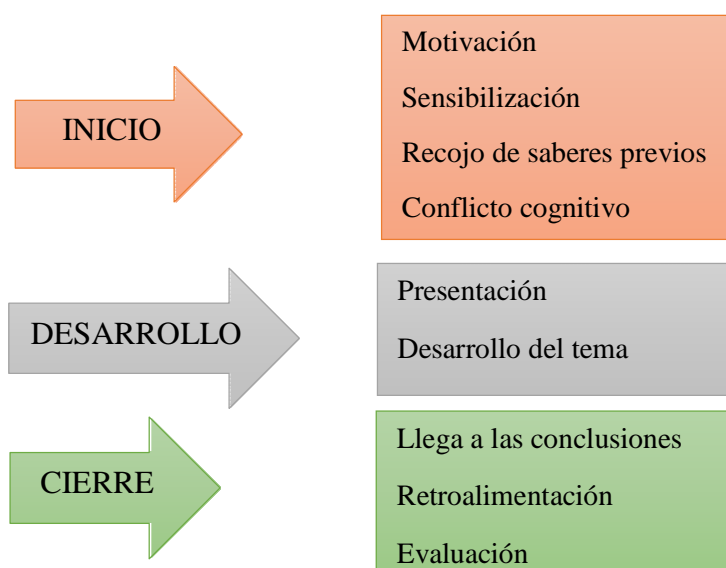 INICIO
Motivación
Sensibilización
Recojo de saberes previos
Conflicto cognitivo
DESARROLLO
Presentación
Desarrollo del tema
CIERRE
Llega a las conclusiones
Retroalimentación
Evaluación